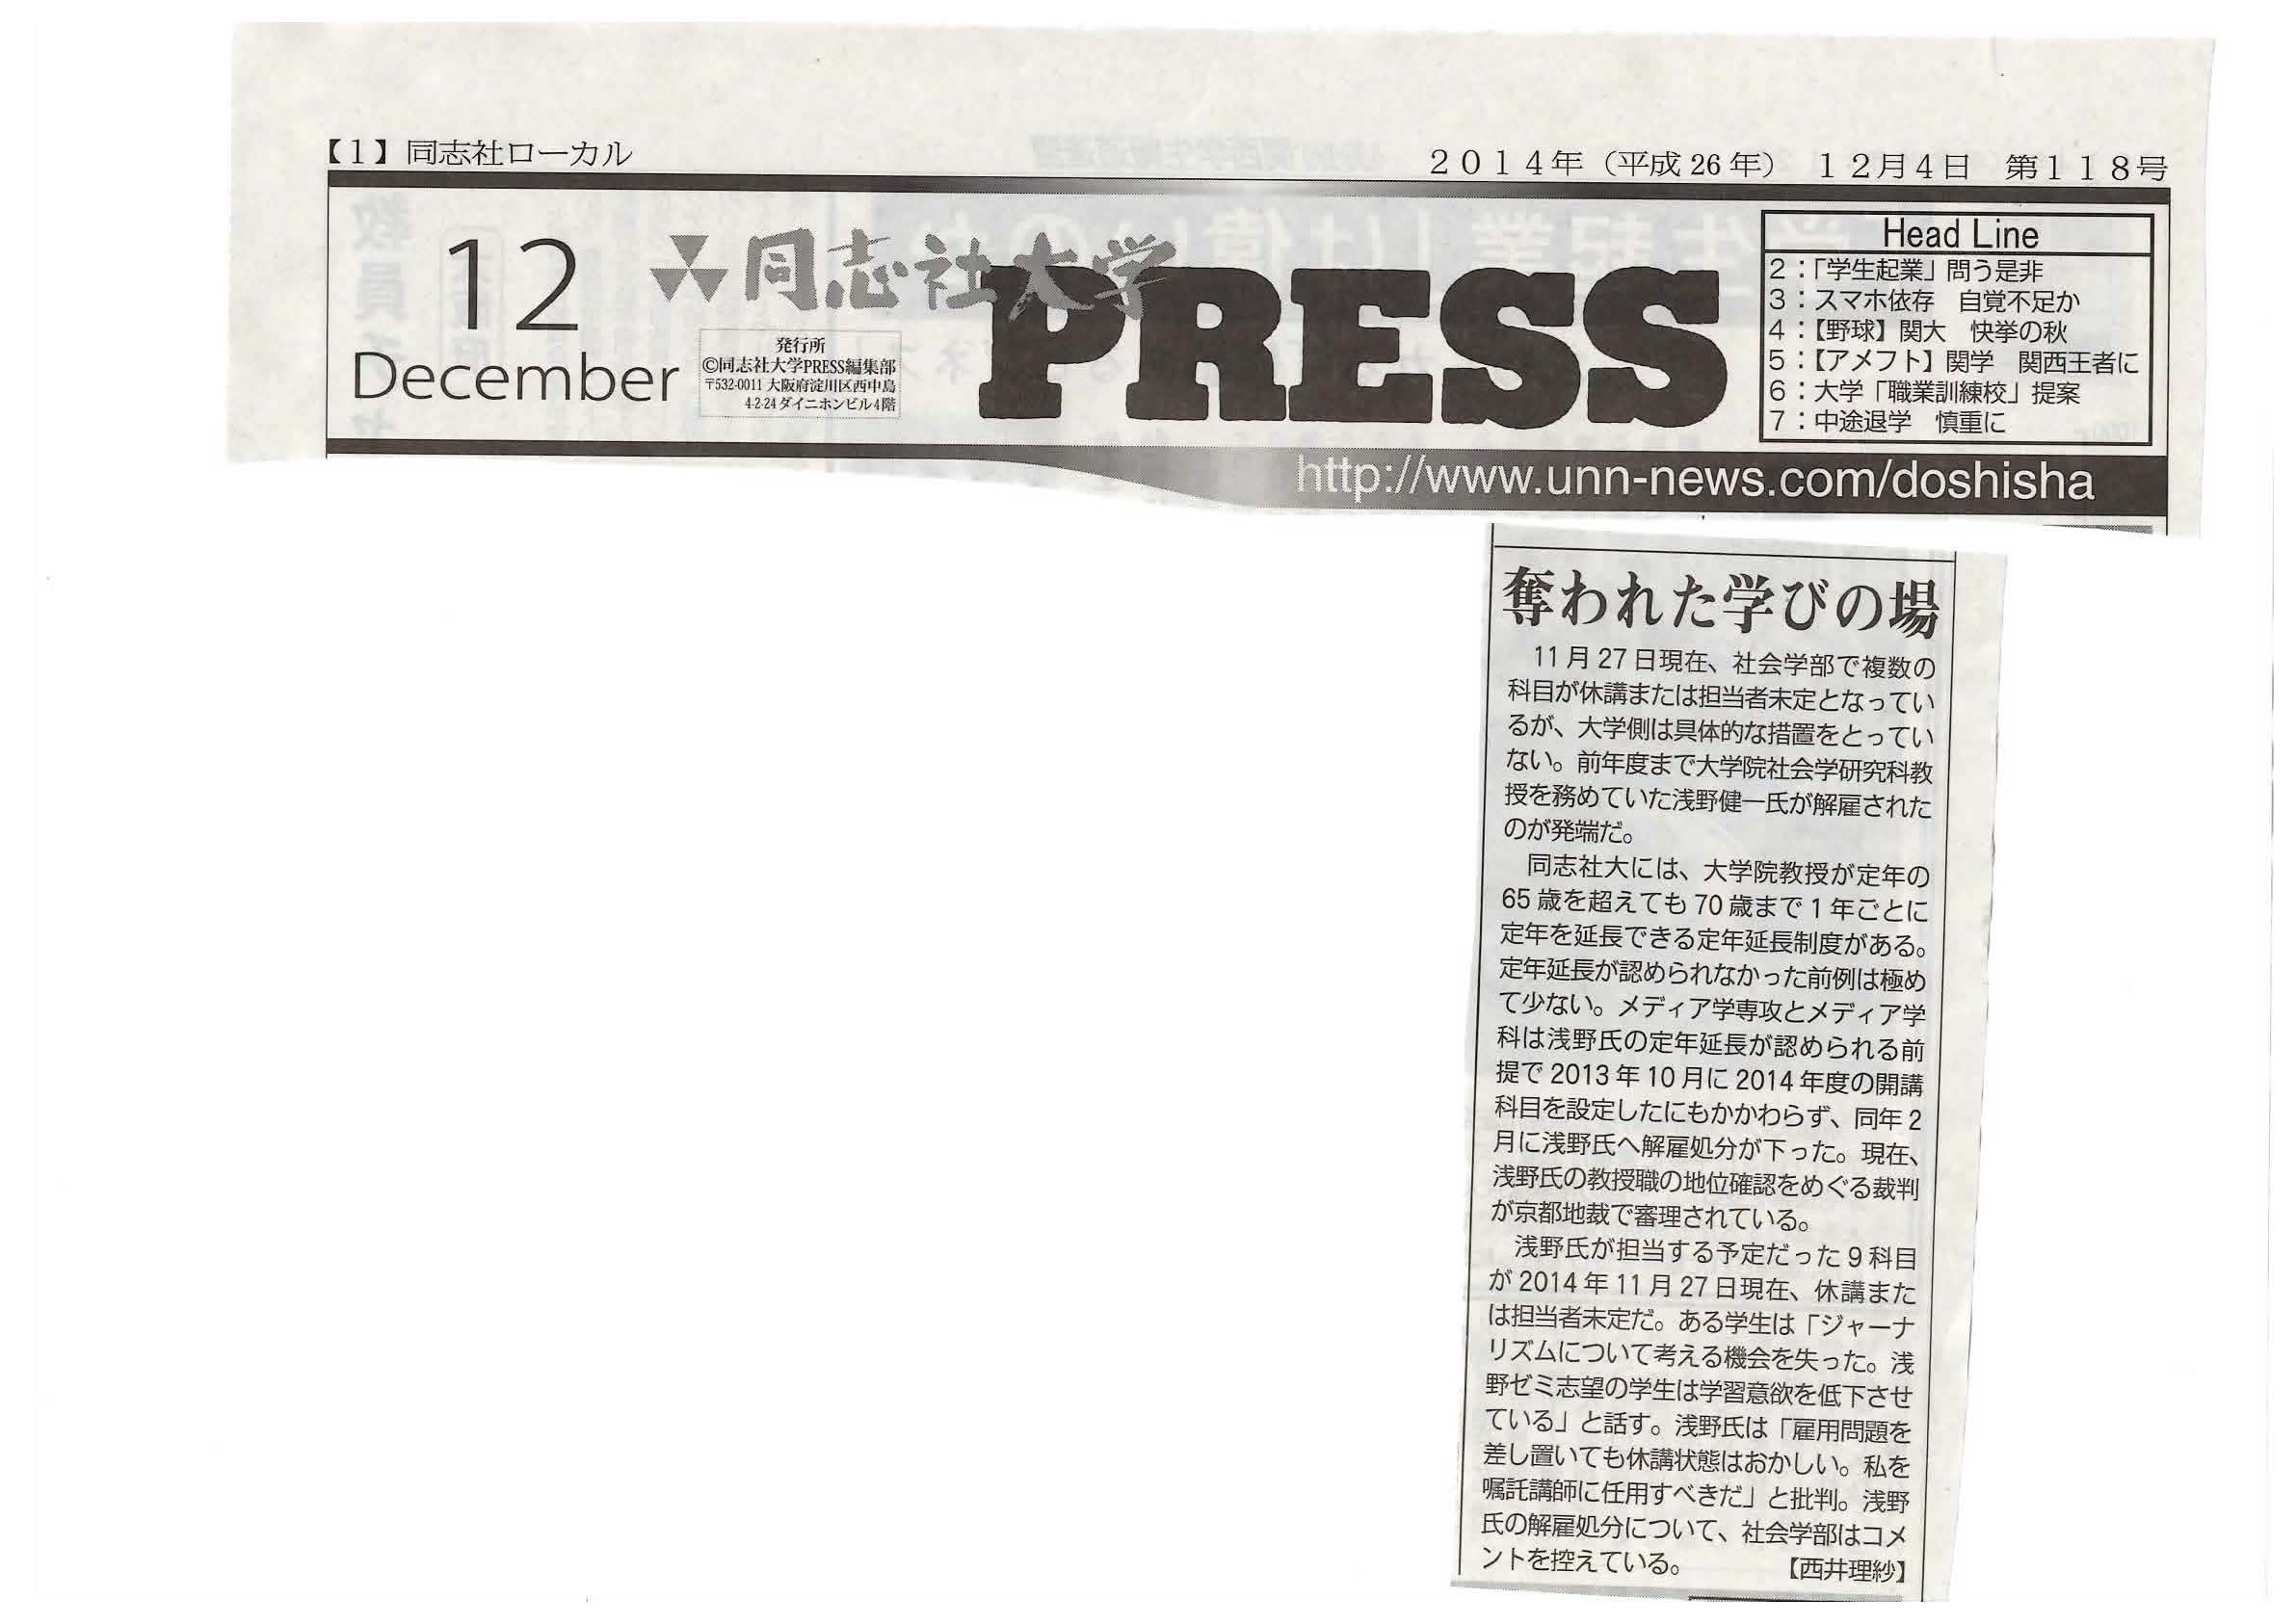 【1】同志社ローカル
２０１４年（平成26年） １２月４日 第１１８号
12
December
同志社大学
PRESS
発行所
©同志社大学PRESS編集部
〒532-0011 大阪府淀川区西中島
4-2-24ダイニホンビル4階
Head Line
2：「学生起業」問う是非
3：スマホ依存 自覚不足か
4：【野球】関大 快挙の秋
5：【アメフト】関学 関西王者に
6：大学「職業訓練校」提案
7：中途退学 慎重に
http://www.unn-news.com/doshisha
奪われた学びの場
11月27日現在、社会学部で複数の
科目が休講または担当者未定となってい
るが、大学側は具体的な措置をとってい
ない。前年度まで大学院社会学研究科教
授を務めていた浅野健一氏が解雇された
のが発端だ。
同志社大には、大学院教授が定年の
65歳を超えても70歳まで1年ごとに
定年を延長できる定年延長制度がある。
定年延長が認められなかった前例は極め
て少ない。メディア学専攻とメディア学
科は浅野氏の定年延長が認められる前
提で2013年10月に2014年度の開講
科目を設定したにもかかわらず、同年2
月に浅野氏へ解雇処分が下った。現在、
浅野氏の教授職の地位確認をめぐる裁判
が京都地裁で審理されている。
浅野氏が担当する予定だった9科目
が2014年11月27日現在、休講また
は担当者未定だ。ある学生は「ジャーナ
リズムについて考える機会を失った。浅
野ゼミ志望の学生は学習意欲を低下させ
ている」と話す。浅野氏は「雇用問題を
差し置いても休講状態はおかしい。私を
嘱託講師に任用すべきだ」と批判。浅野
氏の解雇処分について、社会学部はコメ
ントを控えている。 【西井理紗】